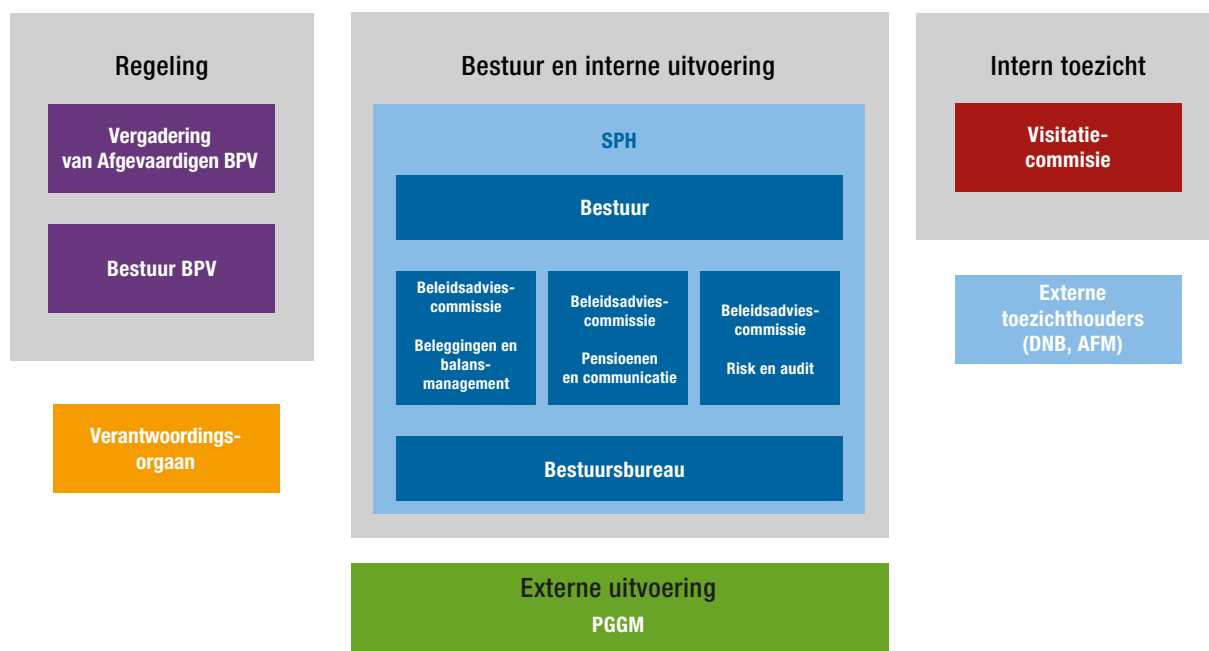 Regeling
Vergadering
van Afgevaardigen BPV
Bestuur BPV
Verantwoordings-
orgaan
Bestuur en interne uitvoering
SPH
Bestuur
Beleidsadvies-
commissie
Beleggingen en
balans-
management
Beleidsadvies-
commissie
Pensioenen
en communicatie
Beleidsadvies-
commissie
Risk en audit
Bestuursbureau
Externe uitvoering
PGGM
Intern toezicht
Visitatie-
commisie
Externe
toezichthouders
(DNB, AFM)